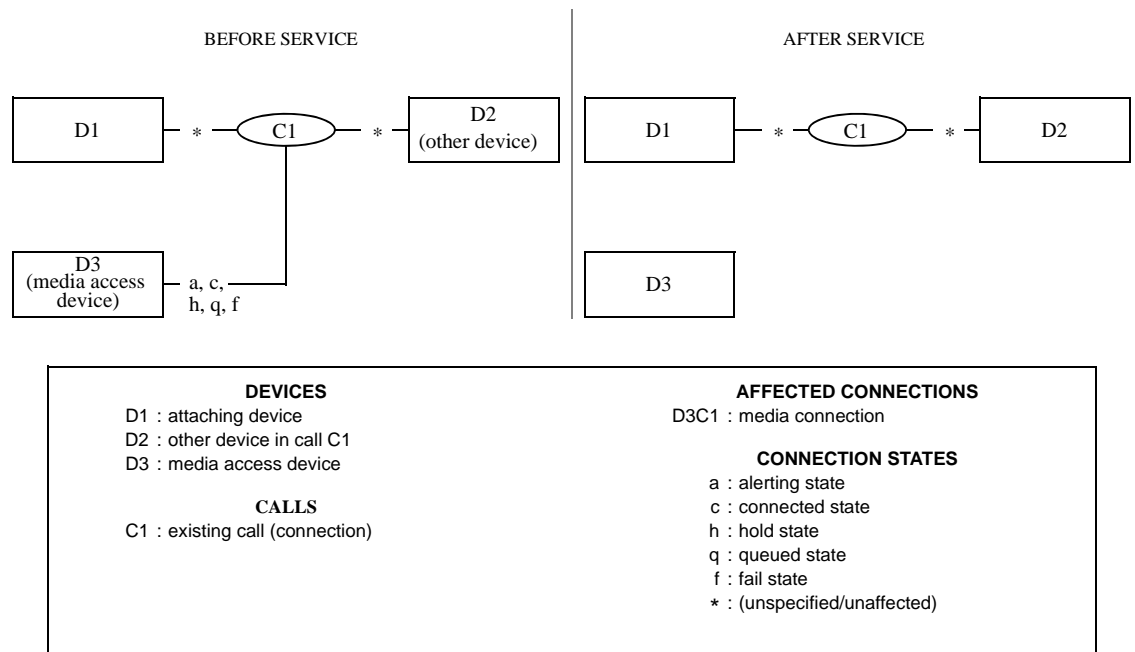 BEFORE SERVICE
AFTER SERVICE
D1 * C1 * D2
(other device)
D1 * C1 * D2
D3
(media access
device)
a, c,
h, q, f
D3
DEVICES
D1 : attaching device
D2 : other device in call C1
D3 : media access device
CALLS
C1 : existing call (connection)
AFFECTED CONNECTIONS
D3C1 : media connection
CONNECTION STATES
a : alerting state
c : connected state
h : hold state
q : queued state
f : fail state
* : (unspecified/unaffected)